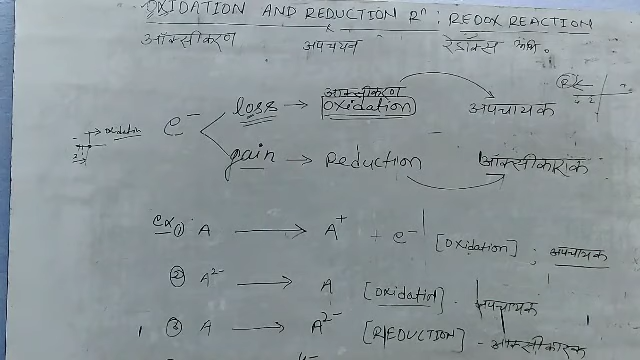 OXIDATION AND REDUCTION Rn : REDOX REACTION
ऑक्सीकरण अपचयन रेडॉक्स
ऑक्सीकरण
loss → Oxidation अपचायक
oxidation
e-
gain → Reduction ऑक्सीकारक
ex ① A → A+ + e- [Oxidation] ; अपचायक
② A2- → A [Oxidation] . अपचायक
③ A → A2- [REDUCTION] - ऑक्सीकारक